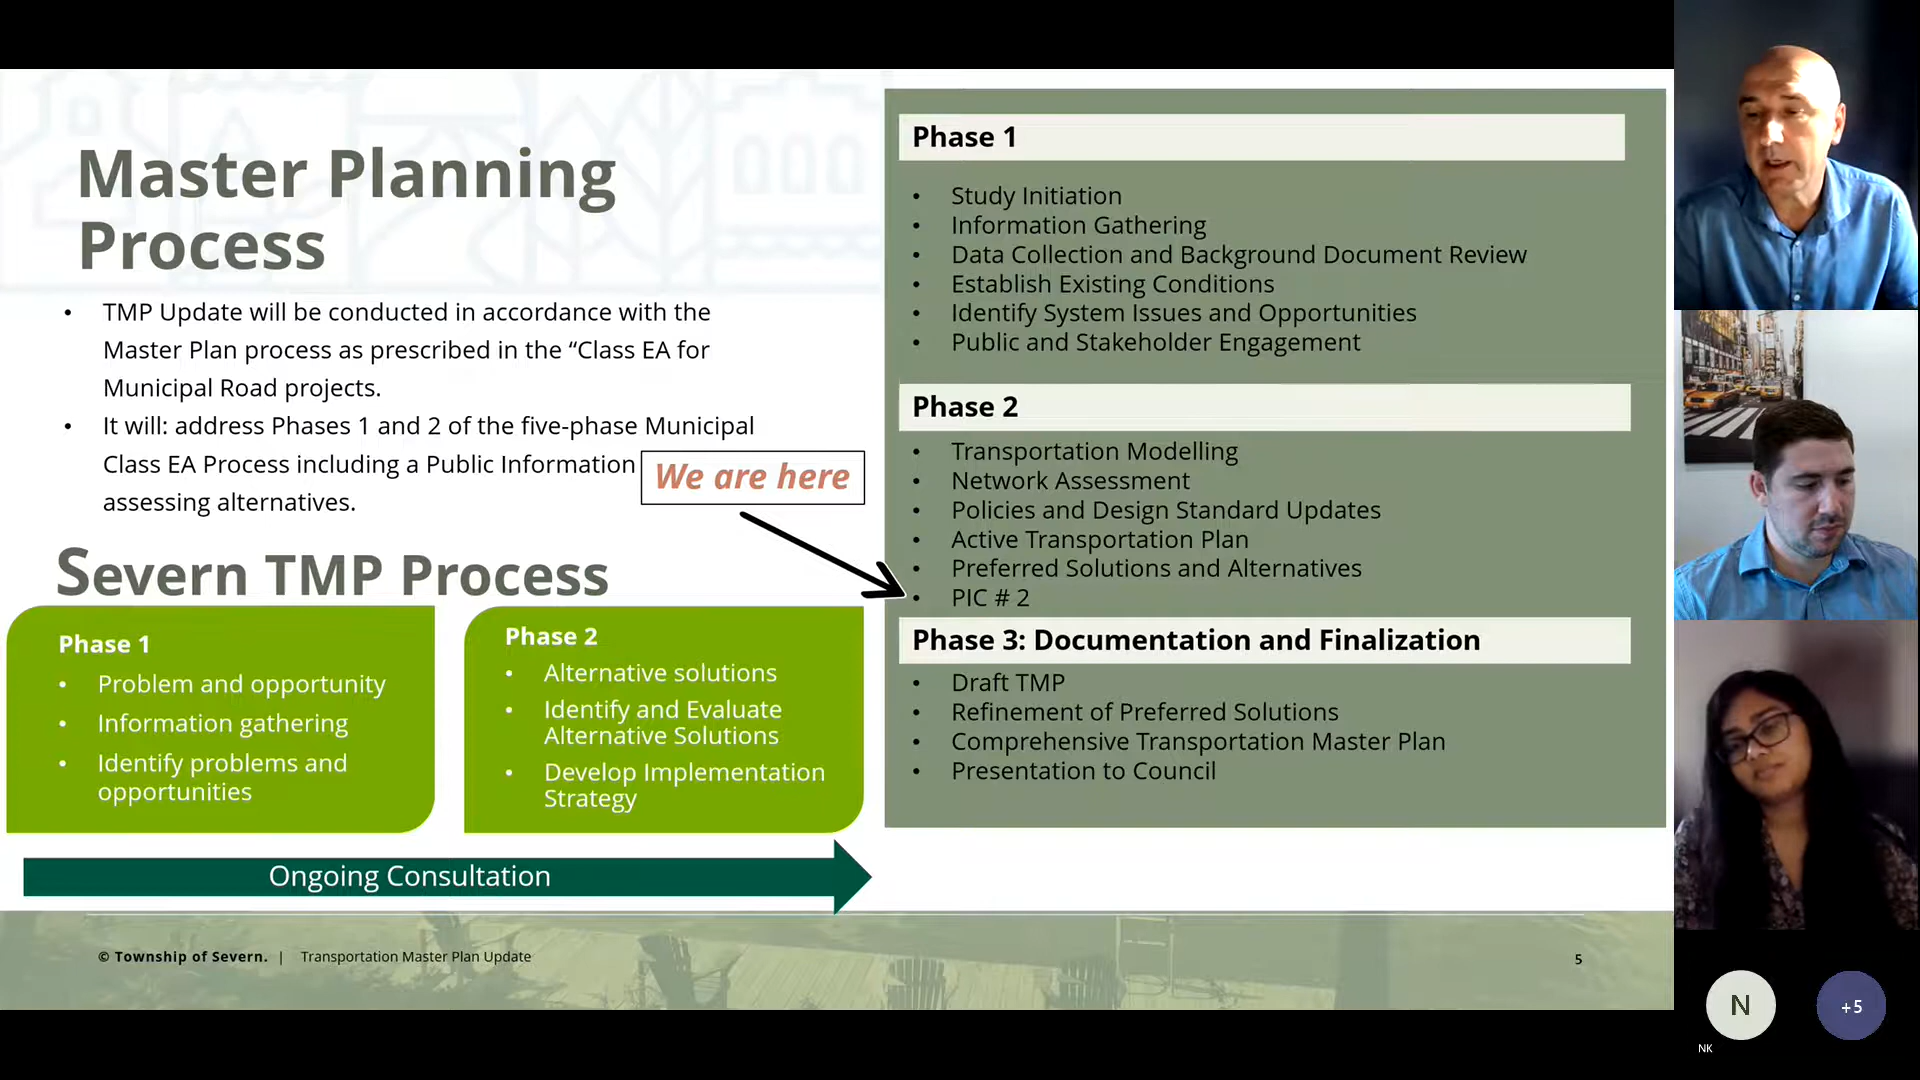 Master Planning
Process
• TMP Update will be conducted in accordance with the
Master Plan process as prescribed in the “Class EA for
Municipal Road projects.
• It will: address Phases 1 and 2 of the five-phase Municipal
Class EA Process including a Public Information
assessing alternatives.
We are here
Severn TMP Process
Phase 1
• Problem and opportunity
• Information gathering
• Identify problems and
opportunities
Phase 2
• Alternative solutions
• Identify and Evaluate
Alternative Solutions
• Develop Implementation
Strategy
Ongoing Consultation
Phase 1
• Study Initiation
• Information Gathering
• Data Collection and Background Document Review
• Establish Existing Conditions
• Identify System Issues and Opportunities
• Public and Stakeholder Engagement
Phase 2
• Transportation Modelling
• Network Assessment
• Policies and Design Standard Updates
• Active Transportation Plan
• Preferred Solutions and Alternatives
• PIC # 2
Phase 3: Documentation and Finalization
• Draft TMP
• Refinement of Preferred Solutions
• Comprehensive Transportation Master Plan
• Presentation to Council
© Township of Severn. | Transportation Master Plan Update
5
N
+5
NK